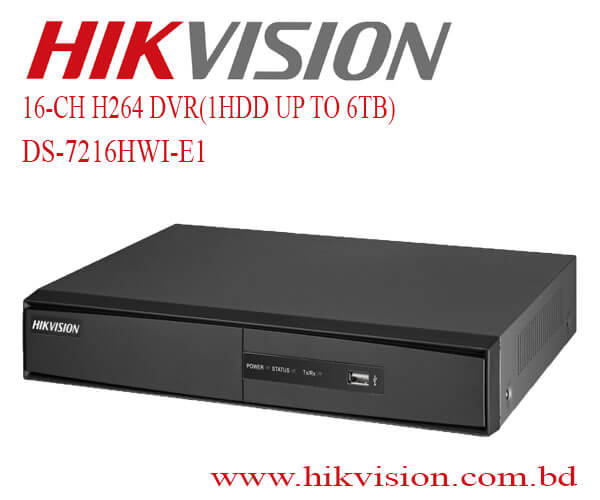 HIKVISION
16-CH H264 DVR(1HDD UP TO 6TB)
DS-7216HWI-E1
HIKVISION
POWER STATUS Tx/Rx
www.hikvision.com.bd